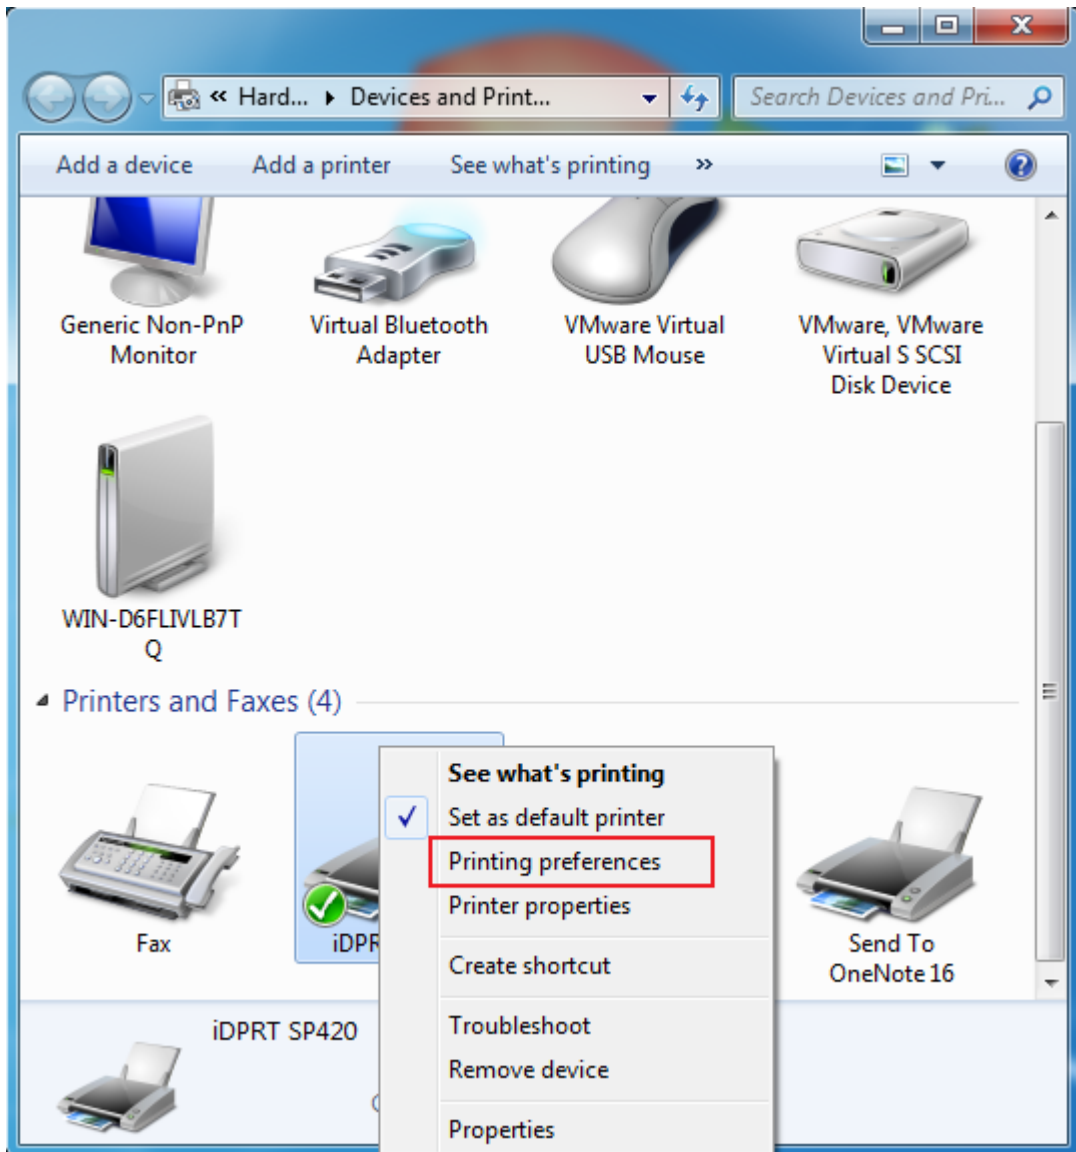 « Hard... ▸ Devices and Print...
Search Devices and Pri...
Add a device Add a printer See what's printing »
Generic Non-PnP
Monitor
Virtual Bluetooth
Adapter
VMware Virtual
USB Mouse
VMware, VMware
Virtual S SCSI
Disk Device
WIN-D6FLIVLB7T
Q
Printers and Faxes (4)
Fax
iDPR
See what's printing
Set as default printer
Printing preferences
Printer properties
Create shortcut
Troubleshoot
Remove device
Properties
Send To
OneNote 16
iDPRT SP420